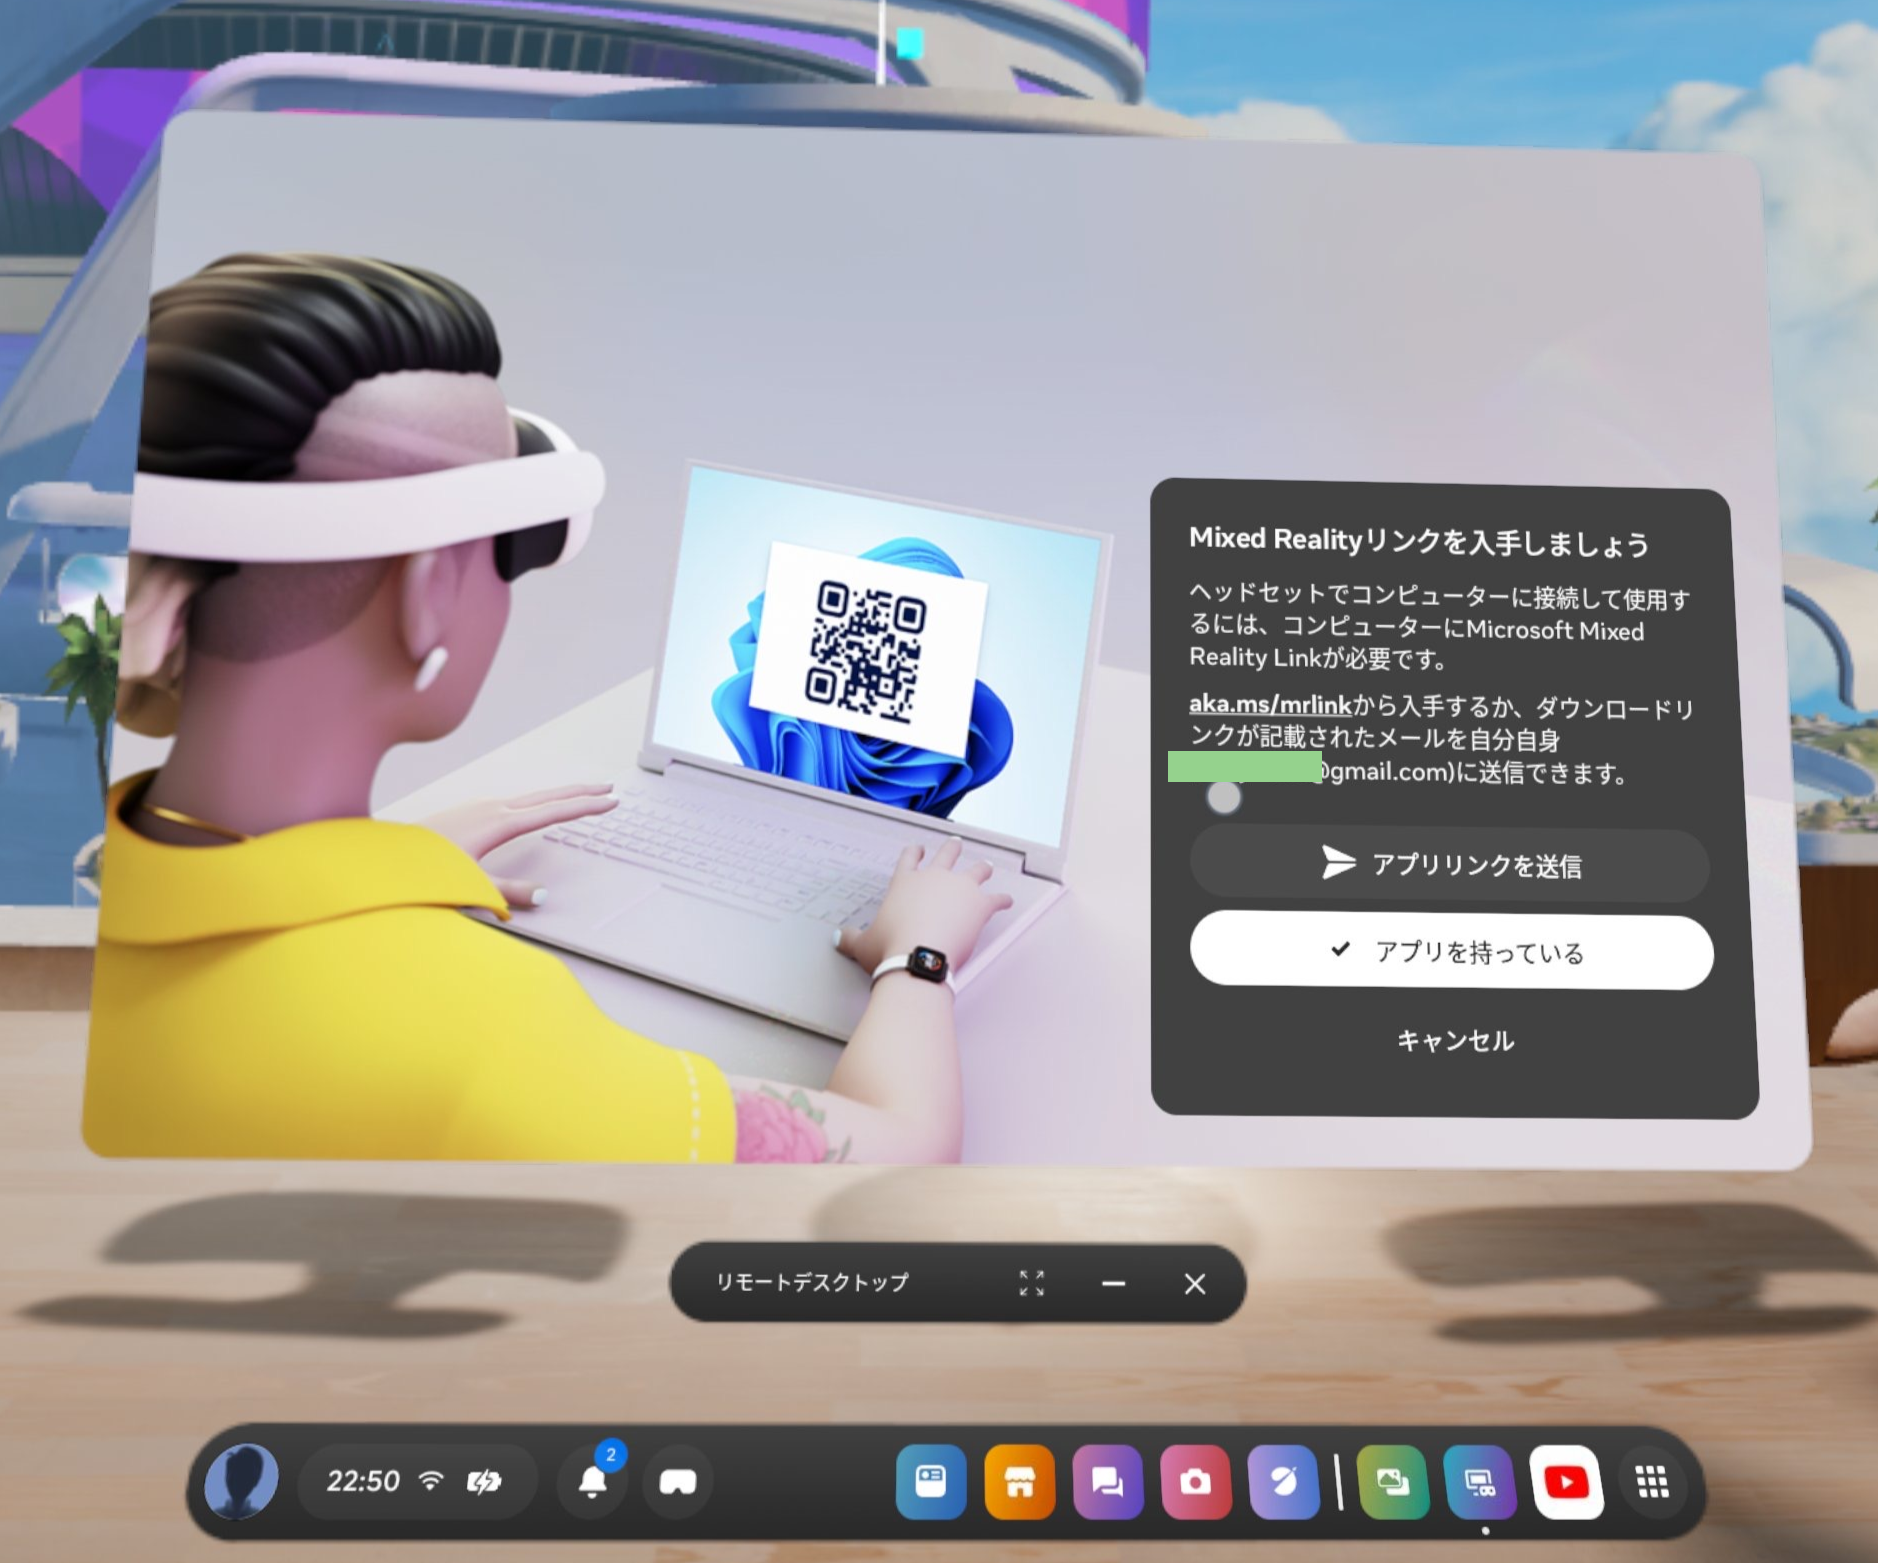 Mixed Realityリンクを入手しましょう
ヘッドセットでコンピューターに接続して使用す
るには、コンピューターにMicrosoft Mixed
Reality Linkが必要です。
aka.ms/mrlinkから入手するか、ダウンロードリ
ンクが記載されたメールを自分自身
@gmail.com)に送信できます。
アプリリンクを送信
アプリを持っている
キャンセル
リモートデスクトップ
22:50
2